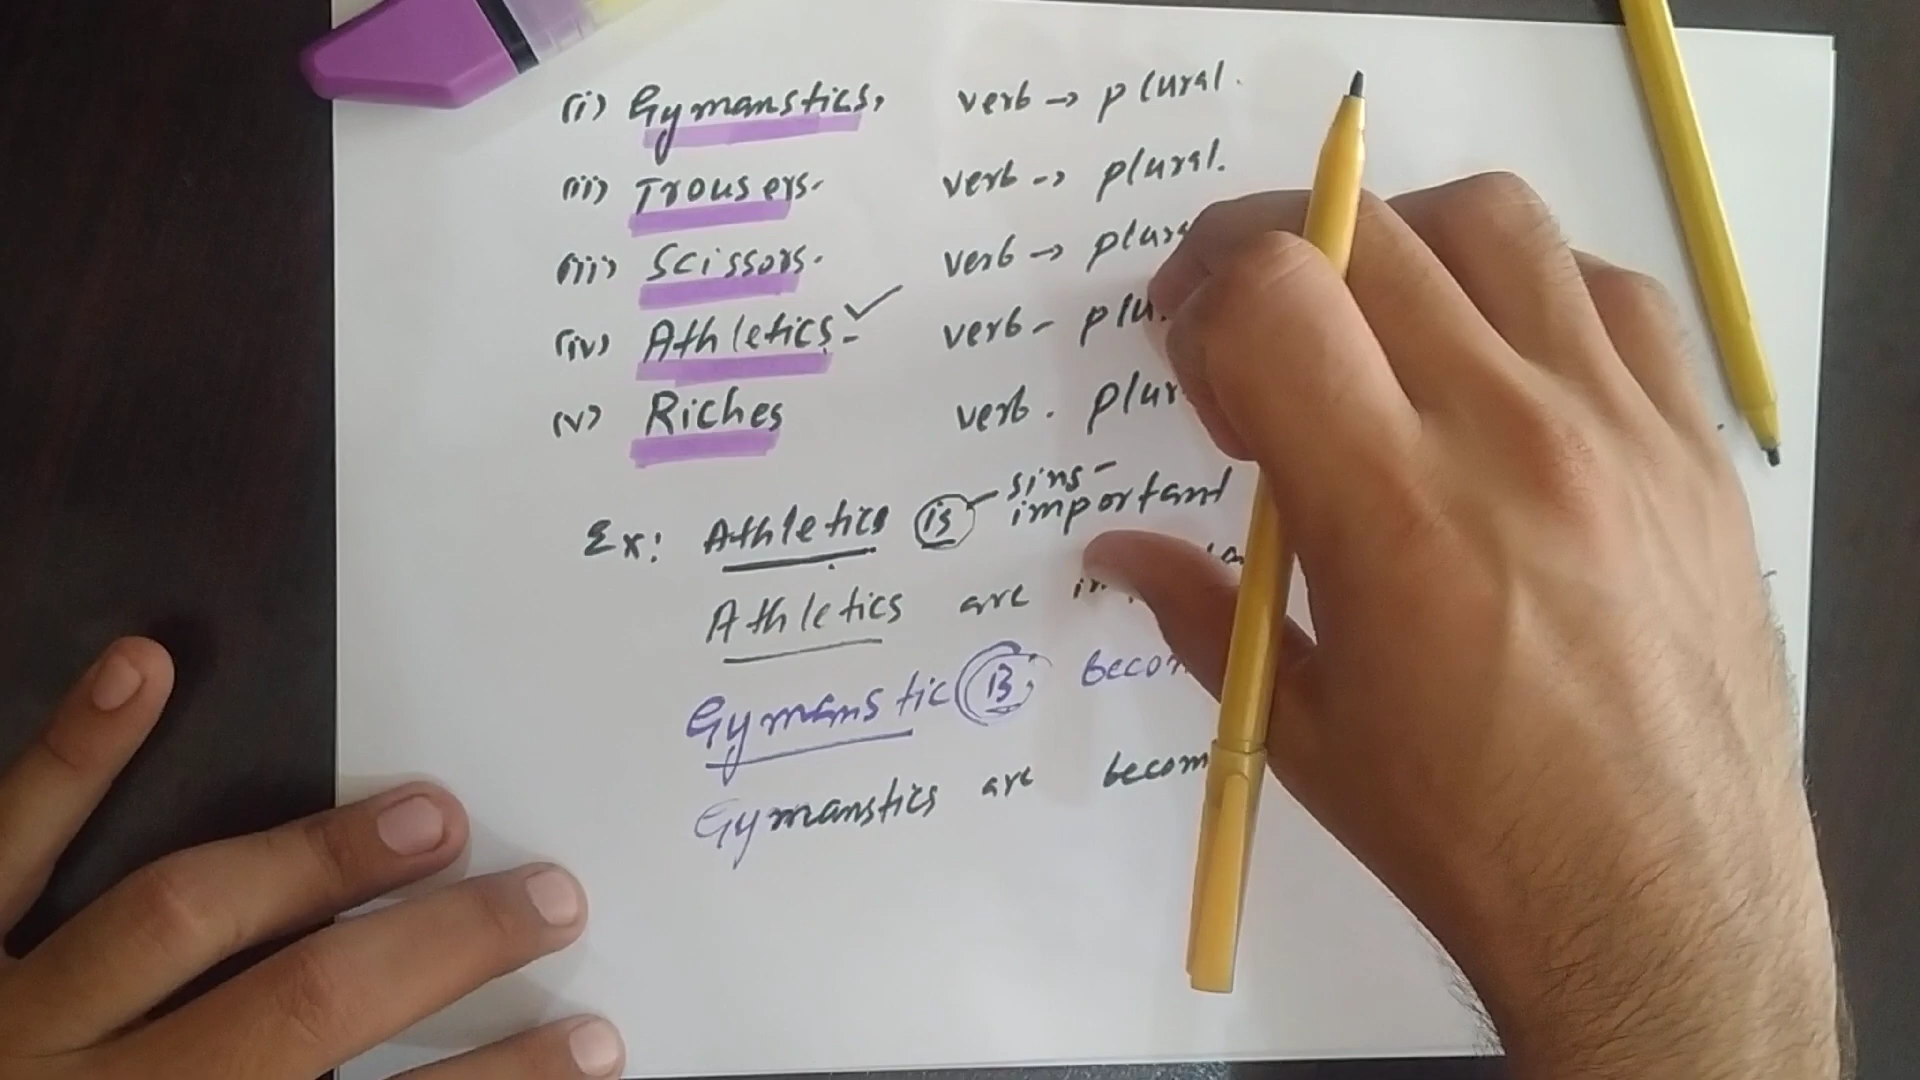 (i) Gymanstics, verb → plural.
(ii) Trousers. verb → plural.
(iii) Scissors. verb → plu
(iv) Athletics - verb - plu.
(v) Riches verb . plur
sing -
Ex: Athletics is important
Athletics are
Gymanstic is becom
Gymanstics are becom